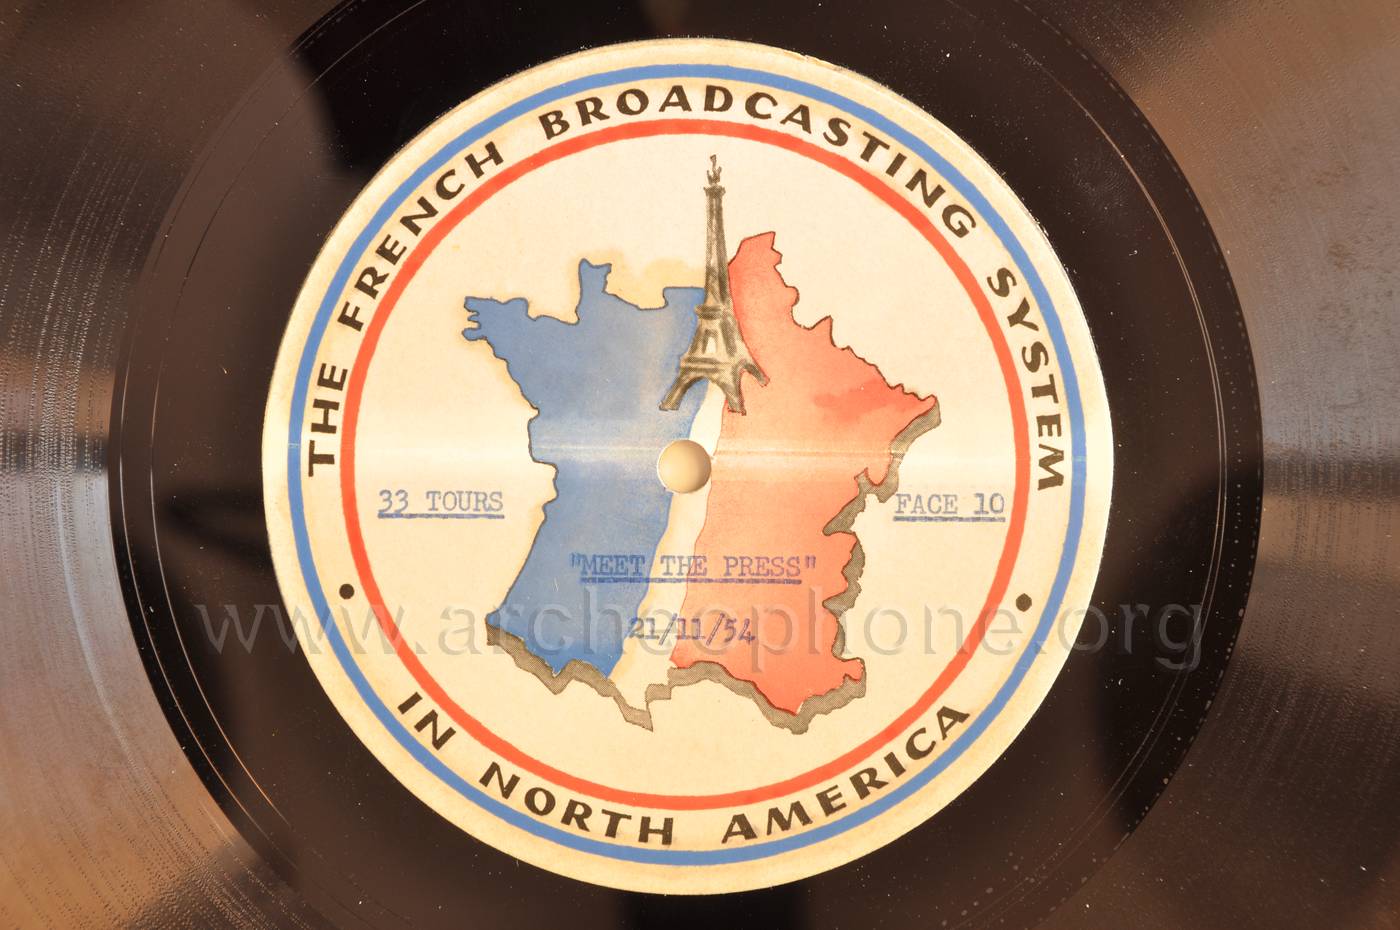 THE FRENCH BROADCASTING SYSTEM
33 TOURS
FACE 10
"MEET THE PRESS"
www.archeophone.org
21/11/54
IN NORTH AMERICA